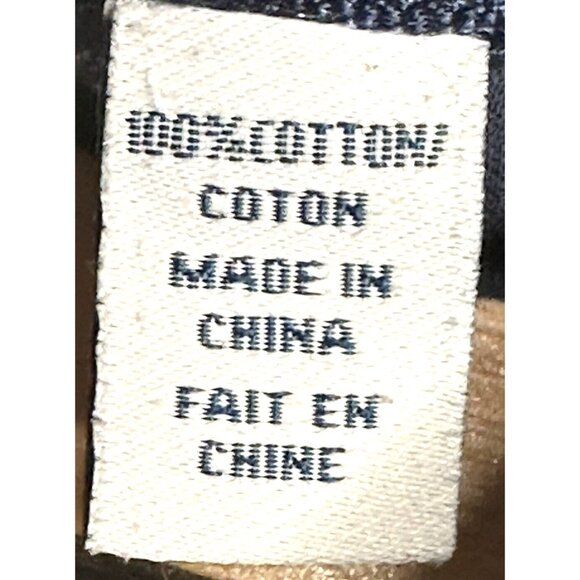 100%COTTON/
COTON
MADE IN
CHINA
FAIT EN
CHINE